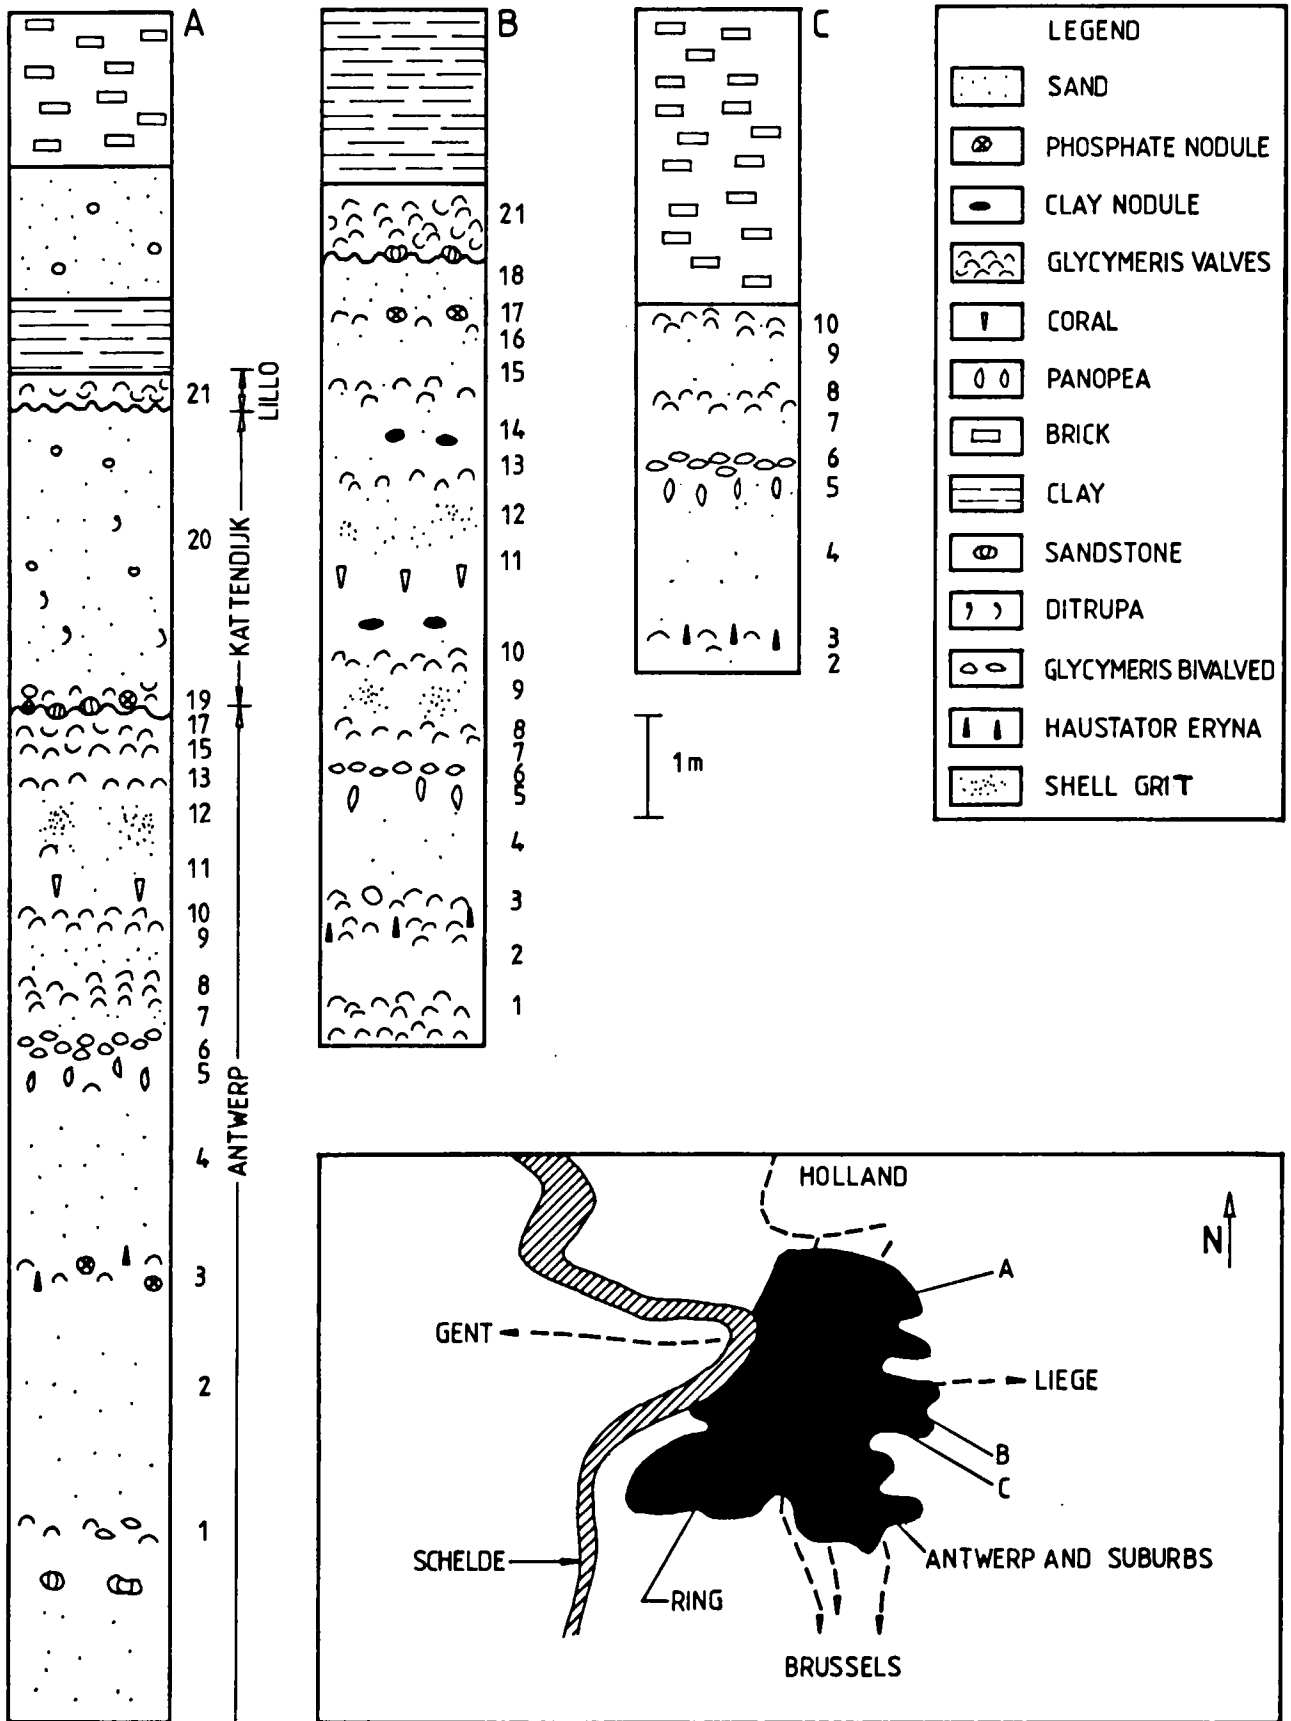 A
21
20
19
17
15
13
12
11
10
9
8
7
6
5
4
3
2
1
LILLO
KATTENDIJK
ANTWERP
B
21
18
17
16
15
14
13
12
11
10
9
8
7
6
5
4
3
2
1
C
10
9
8
7
6
5
4
3
2
1m
LEGEND
SAND
PHOSPHATE NODULE
CLAY NODULE
GLYCYMERIS VALVES
CORAL
PANOPEA
BRICK
CLAY
SANDSTONE
DITRUPA
GLYCYMERIS BIVALVED
HAUSTATOR ERYNA
SHELL GRIT
HOLLAND
N
A
GENT
LIEGE
B
C
SCHELDE
ANTWERP AND SUBURBS
RING
BRUSSELS